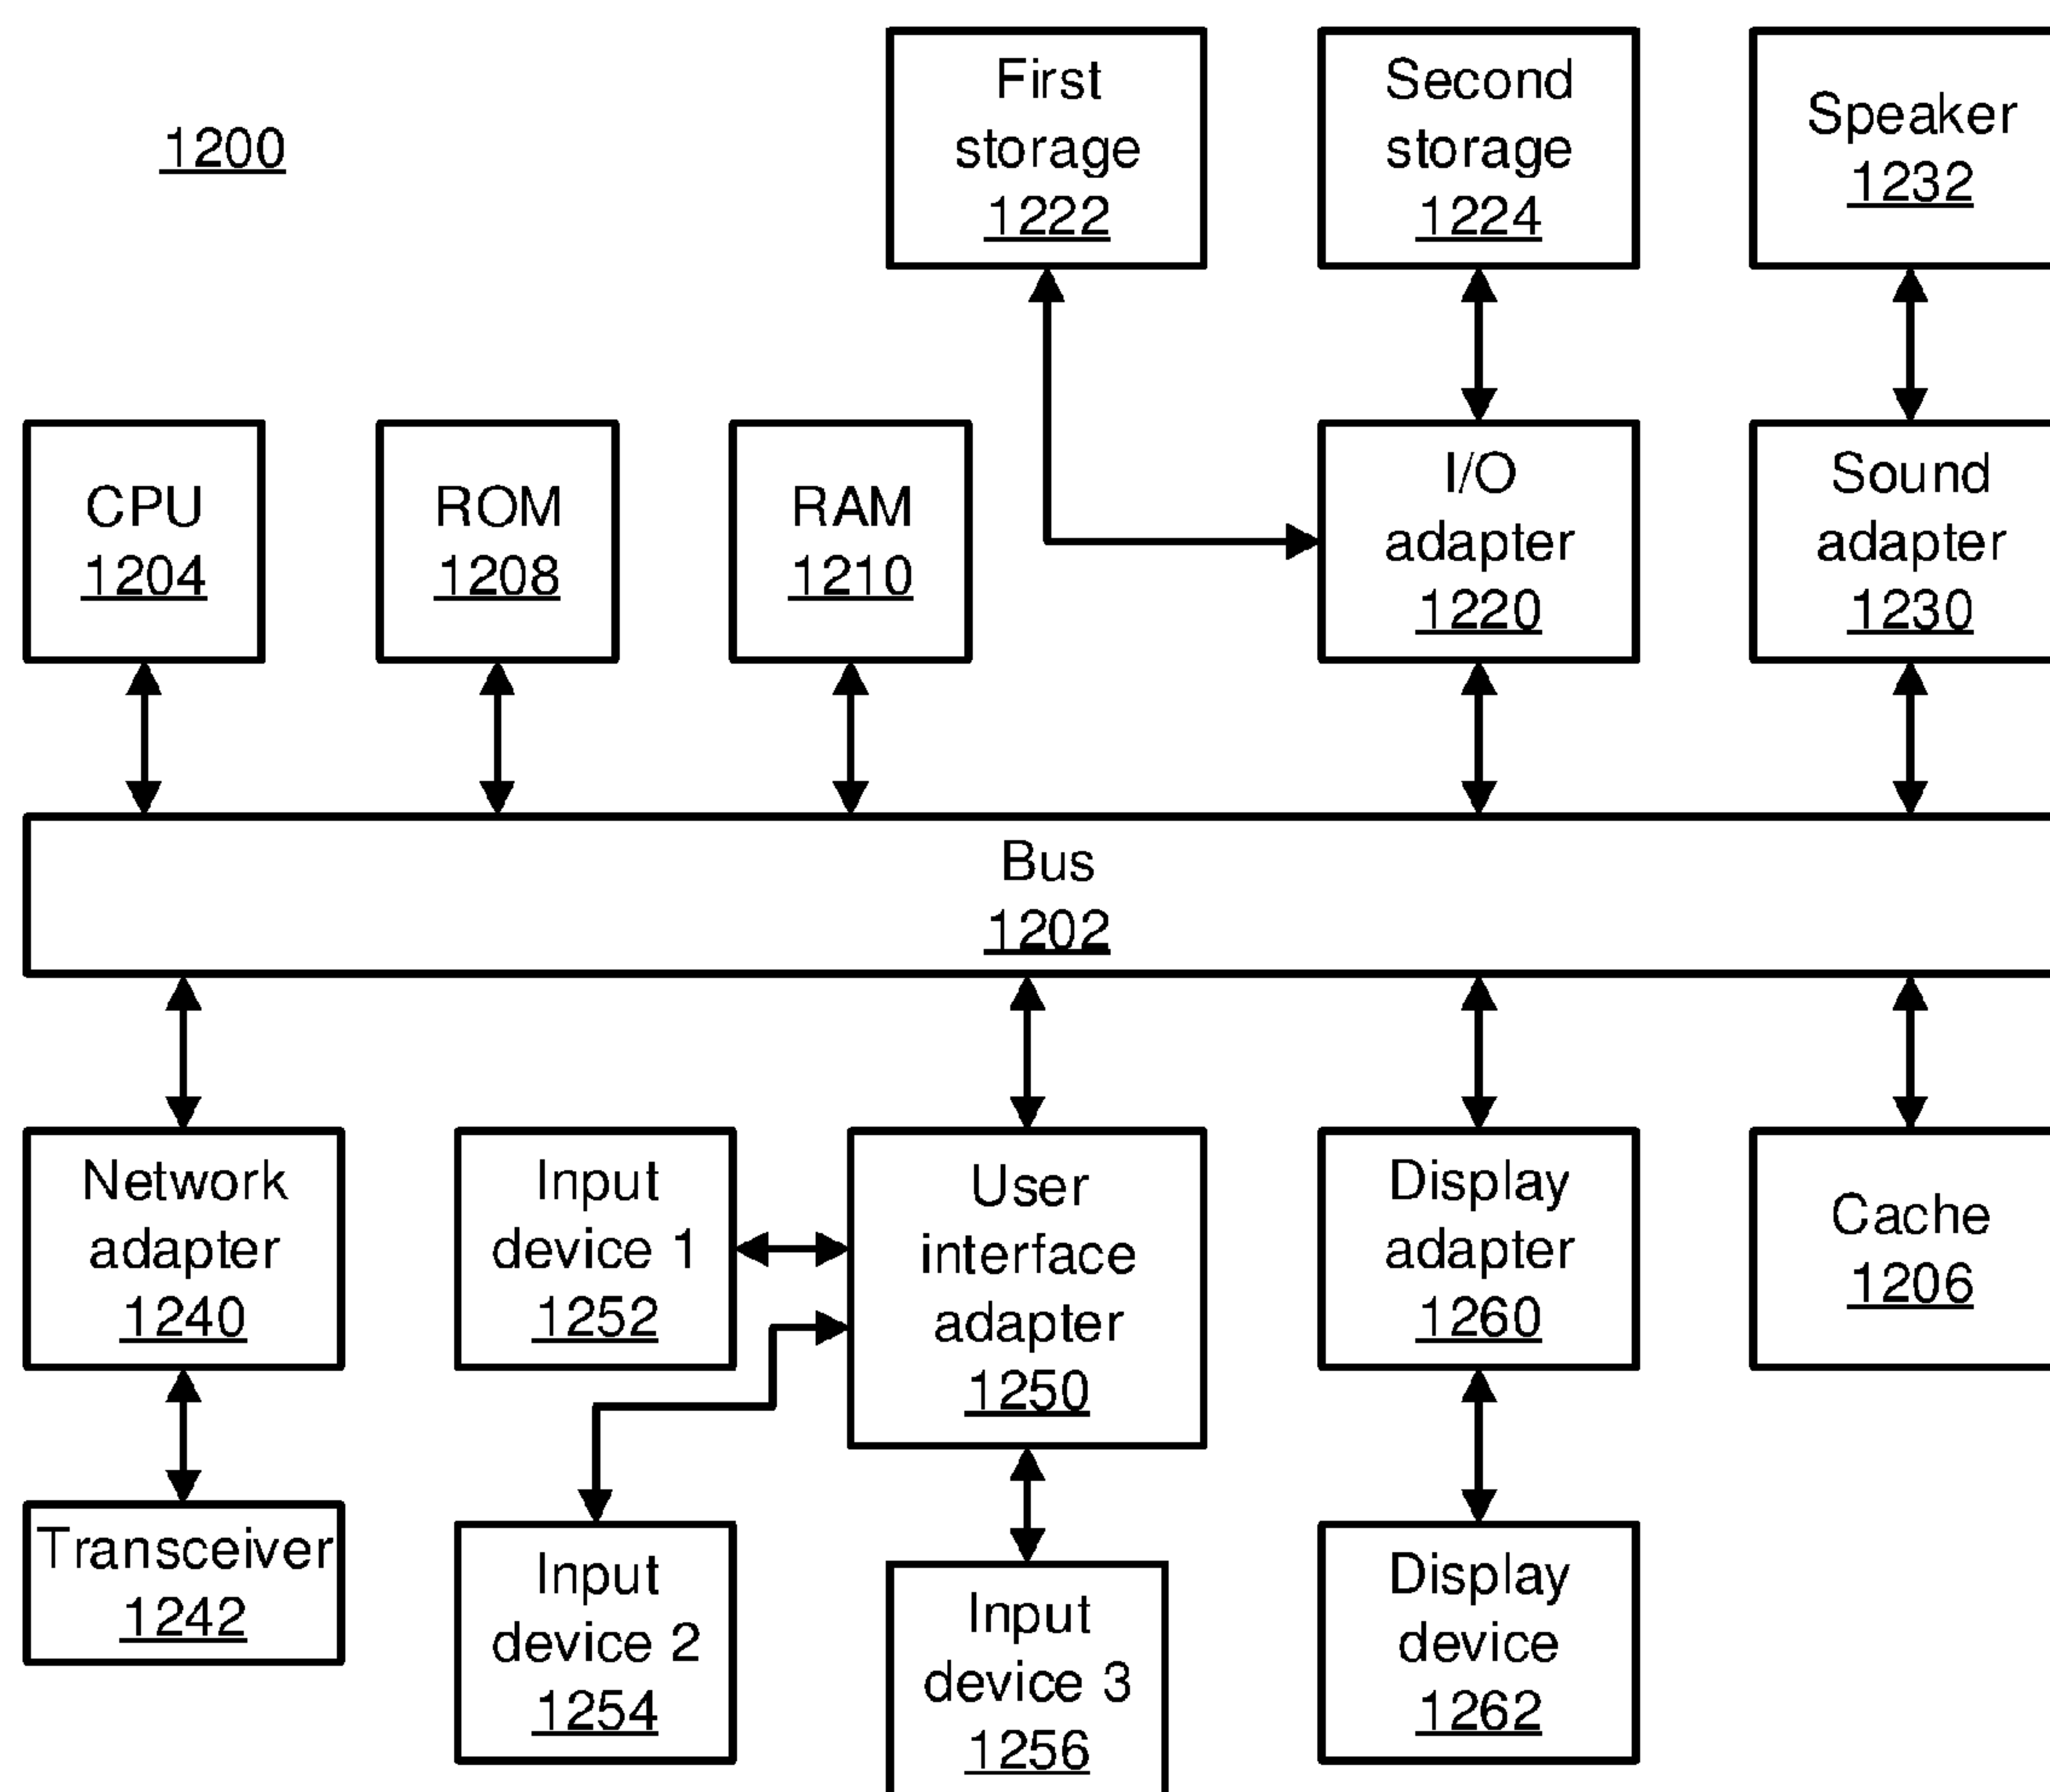 1200
First
storage
1222
Second
storage
1224
Speaker
1232
CPU
1204
ROM
1208
RAM
1210
I/O
adapter
1220
Sound
adapter
1230
Bus
1202
Network
adapter
1240
Input
device 1
1252
User
interface
adapter
1250
Display
adapter
1260
Cache
1206
Transceiver
1242
Input
device 2
1254
Input
device 3
1256
Display
device
1262